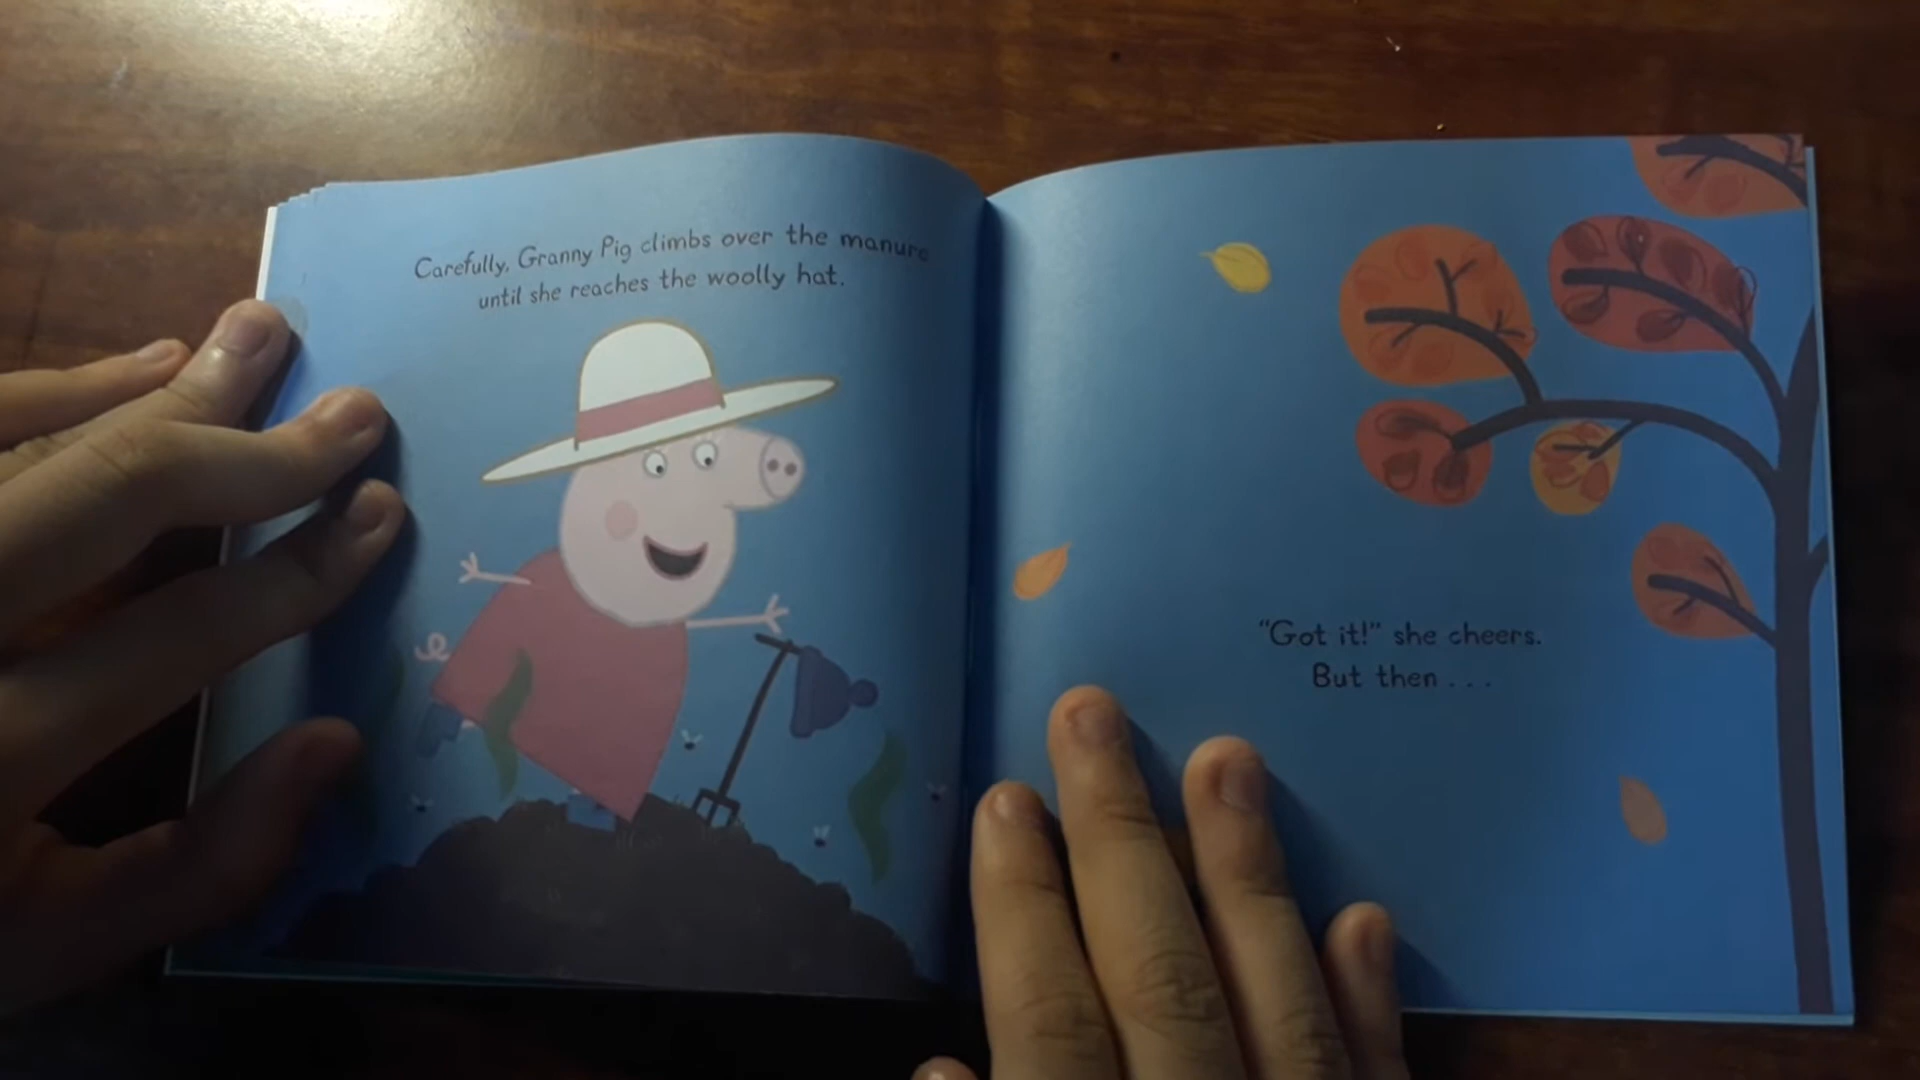 Carefully, Granny Pig climbs over the manure
until she reaches the woolly hat.
"Got it!" she cheers.
But then . . .